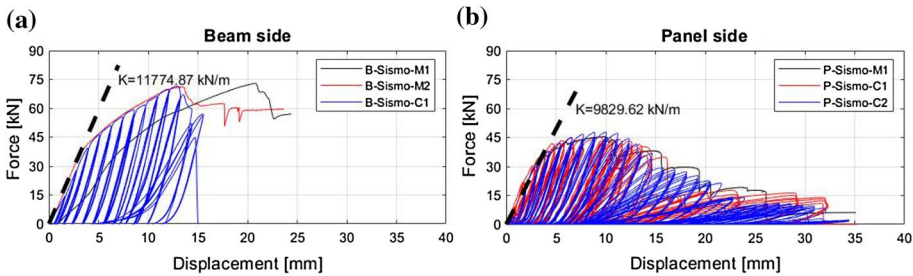 (a)
Beam side
Force [kN]
90
75
60
45
30
15
0
K=11774.87 kN/m
B-Sismo-M1
B-Sismo-M2
B-Sismo-C1
0 5 10 15 20 25 30 35 40
Displacement [mm]
(b)
Panel side
Force [kN]
90
75
60
45
30
15
0
K=9829.62 kN/m
P-Sismo-M1
P-Sismo-C1
P-Sismo-C2
0 5 10 15 20 25 30 35 40
Displacement [mm]